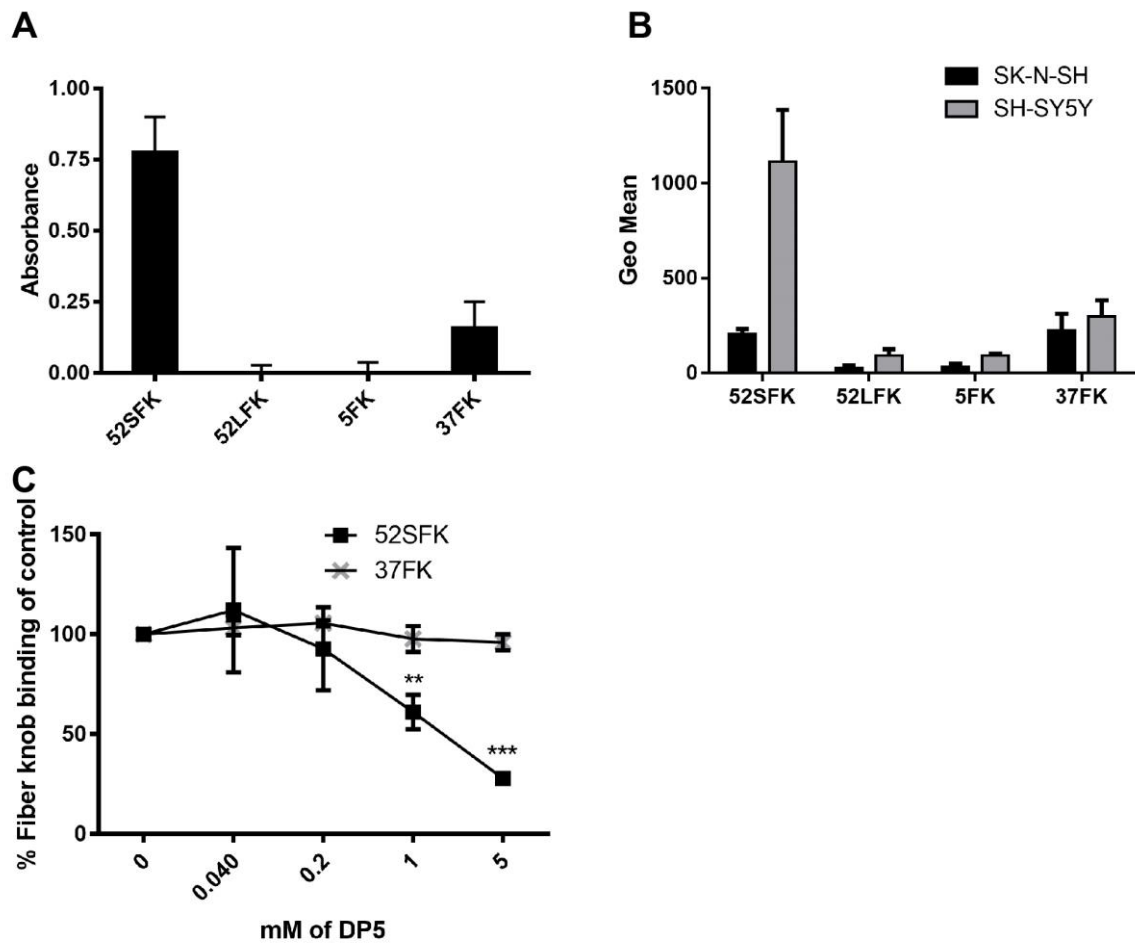 A
1.00
0.75
0.50
0.25
0.00
Absorbance
52SFK
52LFK
5FK
37FK
B
SK-N-SH
SH-SY5Y
1500
1000
500
0
Geo Mean
52SFK
52LFK
5FK
37FK
C
52SFK
37FK
150
100
50
0
% Fiber knob binding of control
**
***
0
0.040
0.2
1
5
mM of DP5